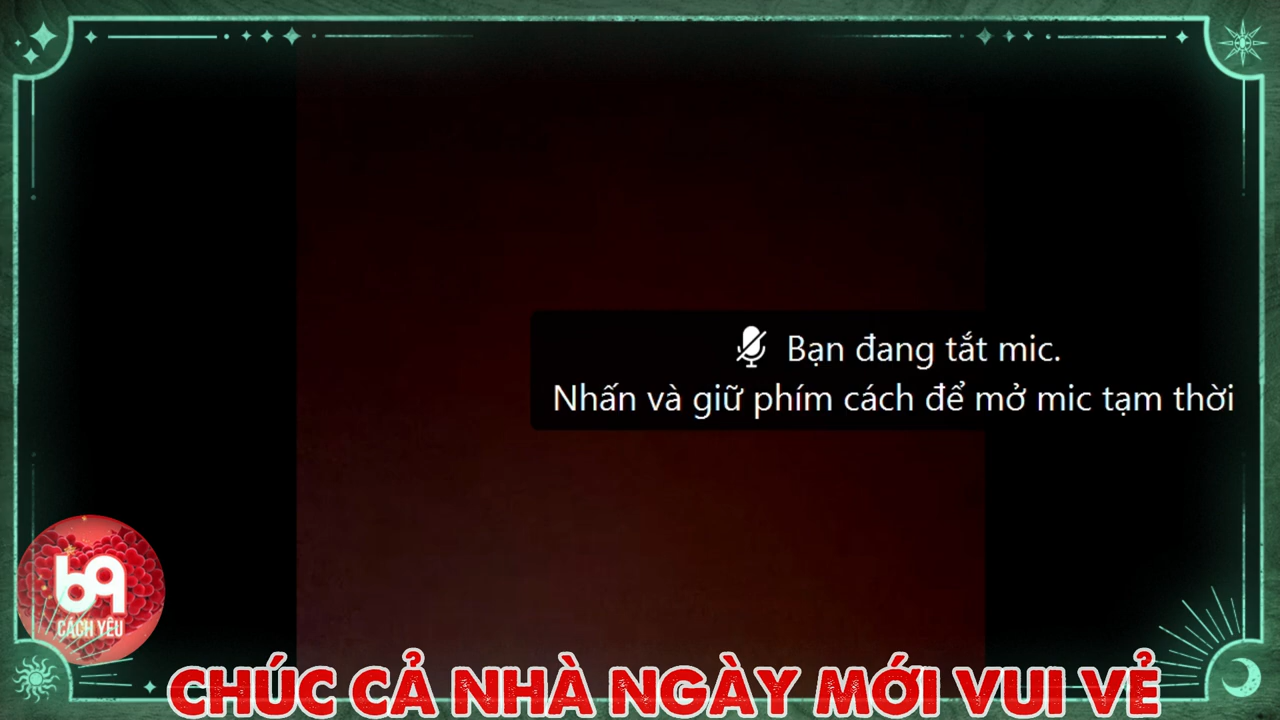 Bạn đang tắt mic.
Nhấn và giữ phím cách để mở mic tạm thời
69
CÁCH YÊU
CHÚC CẢ NHÀ NGÀY MỚI VUI VẺ